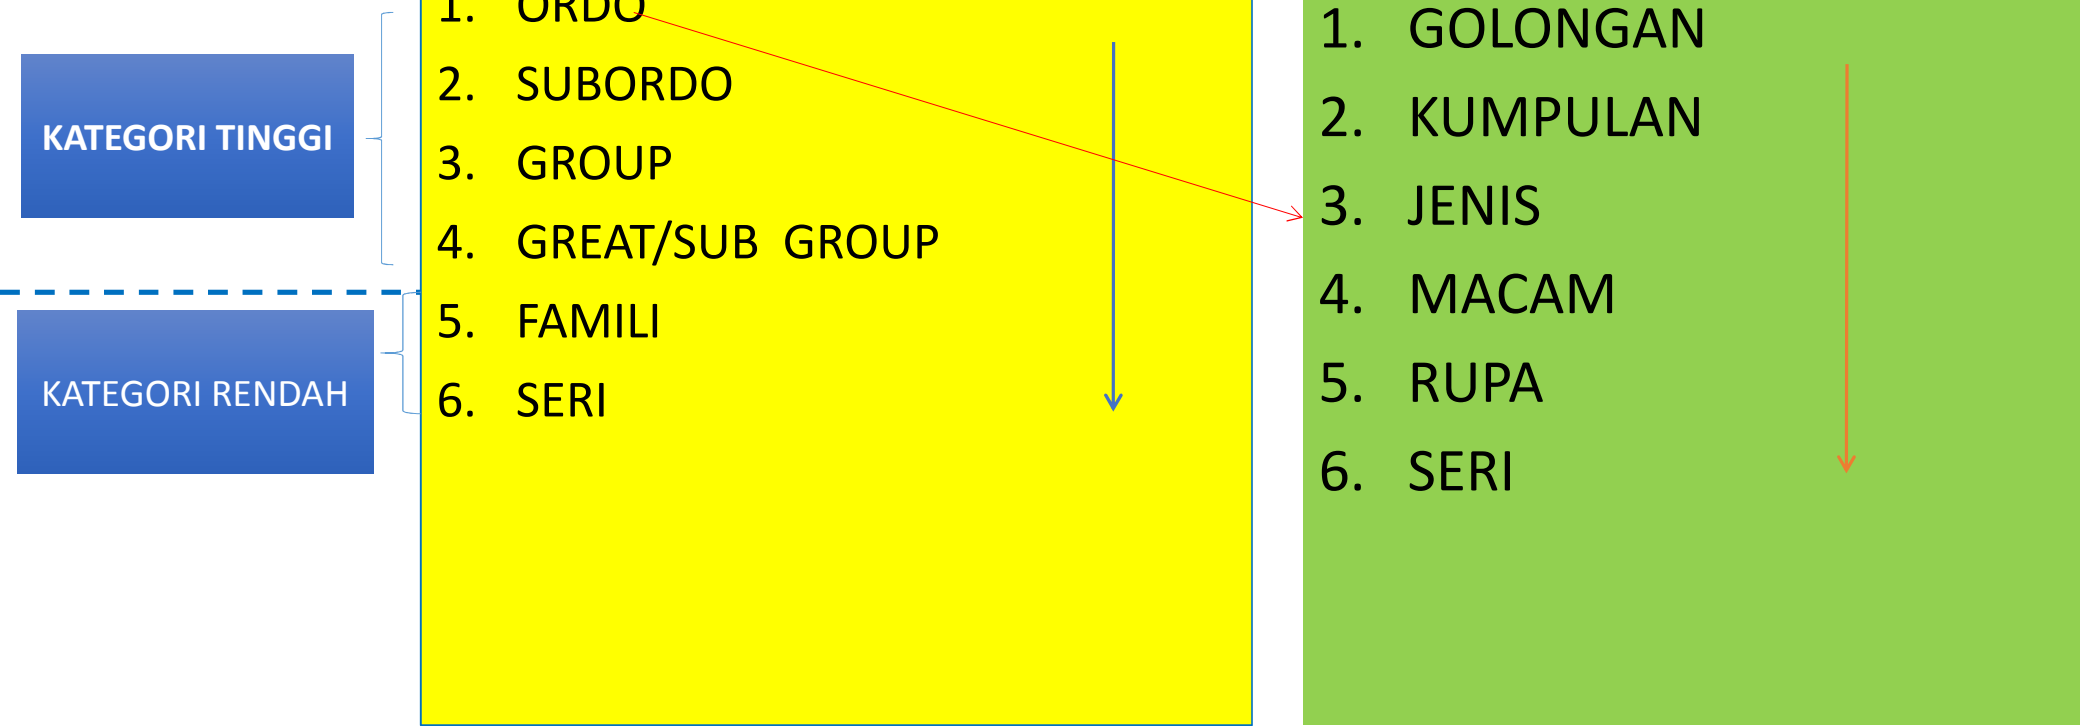 KATEGORI TINGGI
KATEGORI RENDAH
1. ORDO
2. SUBORDO
3. GROUP
4. GREAT/SUB GROUP
5. FAMILI
6. SERI
1. GOLONGAN
2. KUMPULAN
3. JENIS
4. MACAM
5. RUPA
6. SERI